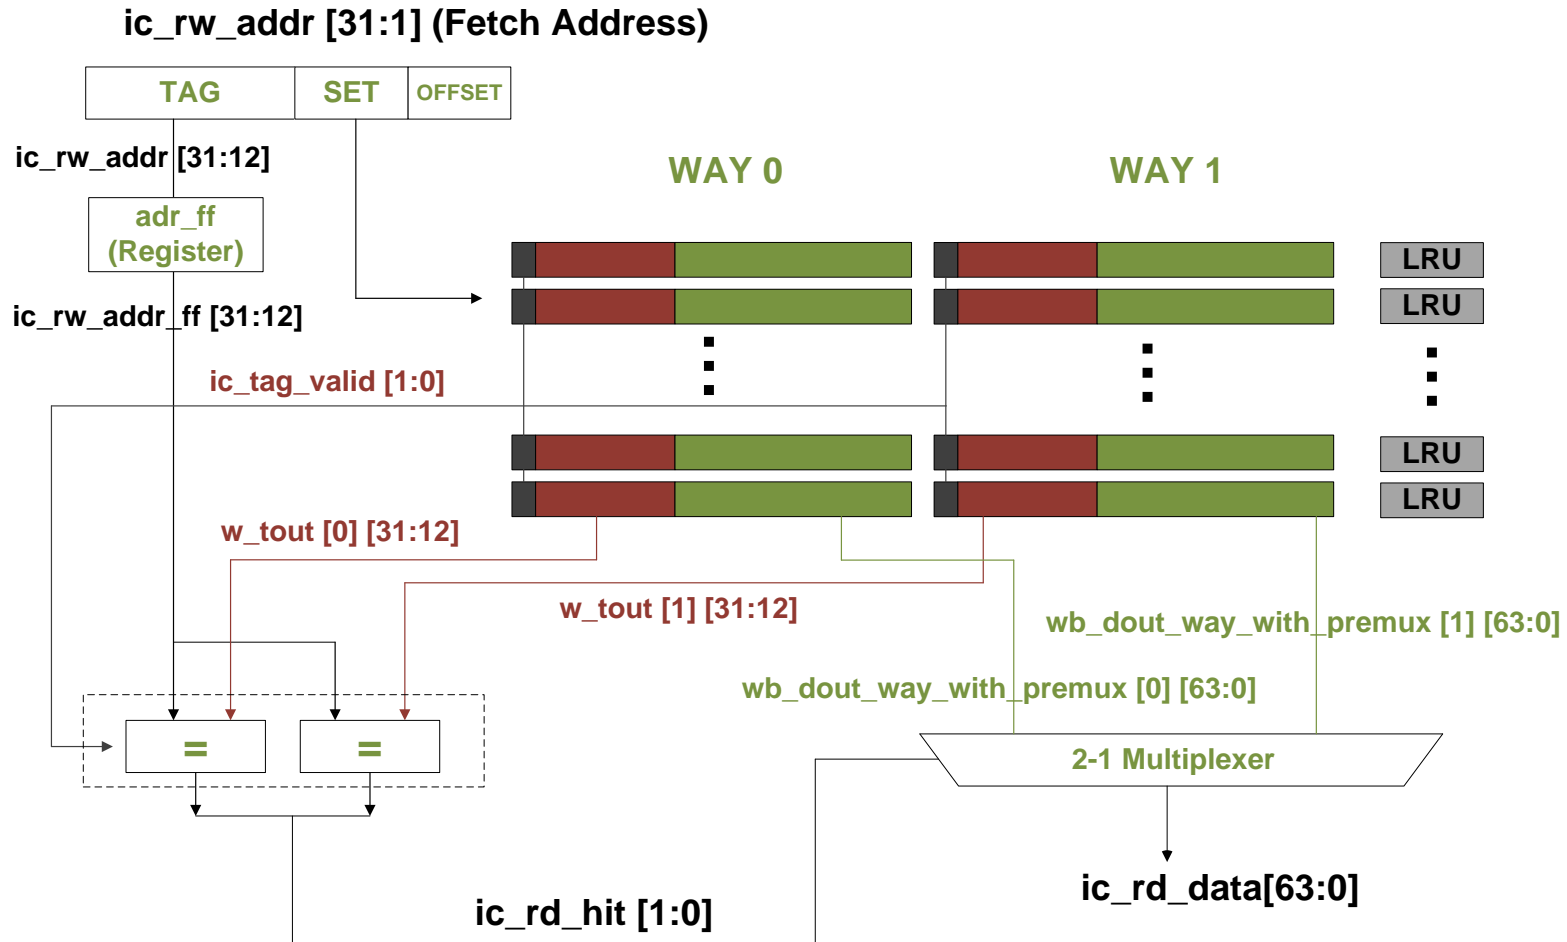 ic_rw_addr [31:1] (Fetch Address)
TAG SET OFFSET
ic_rw_addr [31:12]
adr_ff
(Register)
ic_rw_addr_ff [31:12]
WAY 0 WAY 1
LRU
LRU
LRU
LRU
ic_tag_valid [1:0]
w_tout [0] [31:12]
w_tout [1] [31:12]
wb_dout_way_with_premux [1] [63:0]
wb_dout_way_with_premux [0] [63:0]
= =
2-1 Multiplexer
ic_rd_data[63:0]
ic_rd_hit [1:0]